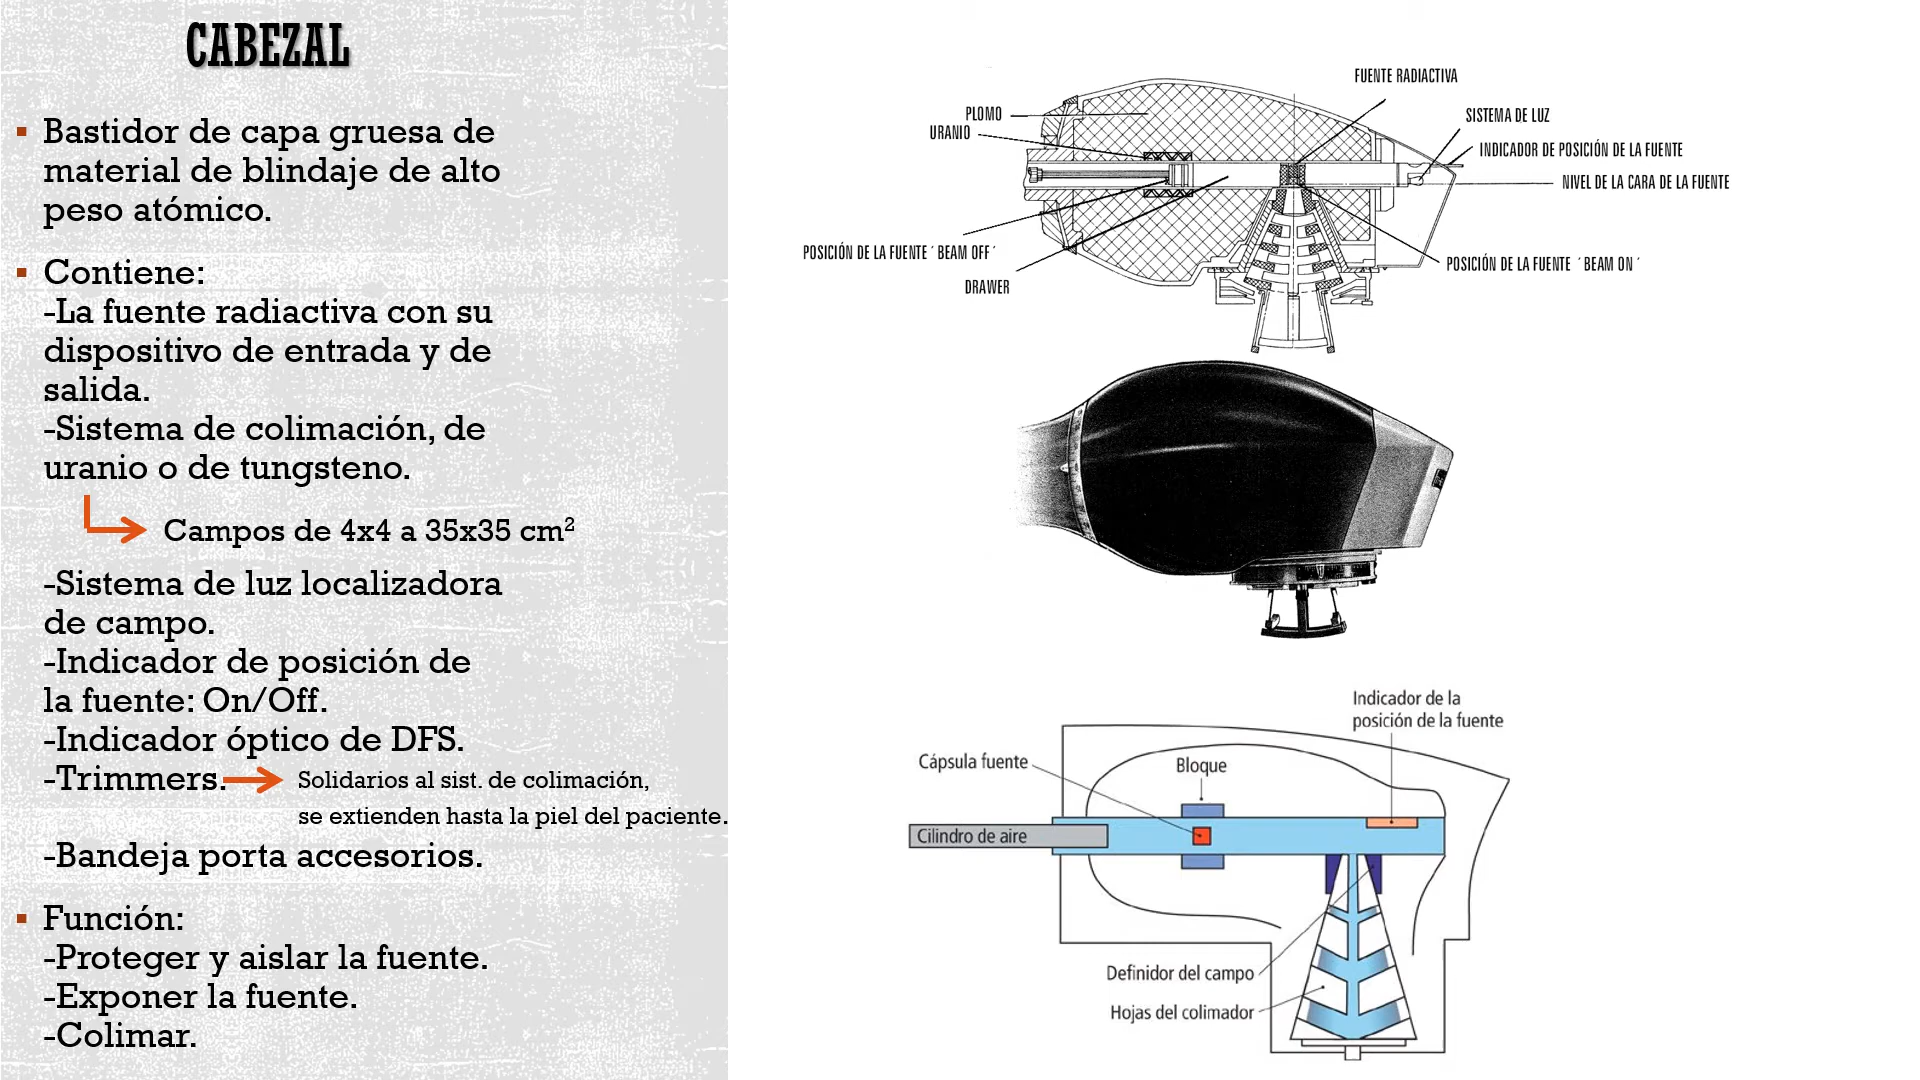 CABEZAL
▪ Bastidor de capa gruesa de
material de blindaje de alto
peso atómico.
▪ Contiene:
-La fuente radiactiva con su
dispositivo de entrada y de
salida.
-Sistema de colimación, de
uranio o de tungsteno.
Campos de 4x4 a 35x35 cm²
-Sistema de luz localizadora
de campo.
-Indicador de posición de
la fuente: On/Off.
-Indicador óptico de DFS.
-Trimmers.
Solidarios al sist. de colimación,
se extienden hasta la piel del paciente.
-Bandeja porta accesorios.
▪ Función:
-Proteger y aislar la fuente.
-Exponer la fuente.
-Colimar.
FUENTE RADIACTIVA
PLOMO
SISTEMA DE LUZ
URANIO
INDICADOR DE POSICIÓN DE LA FUENTE
NIVEL DE LA CARA DE LA FUENTE
POSICIÓN DE LA FUENTE ´ BEAM OFF ´
POSICIÓN DE LA FUENTE ´ BEAM ON ´
DRAWER
Indicador de la
posición de la fuente
Cápsula fuente
Bloque
Cilindro de aire
Definidor del campo
Hojas del colimador